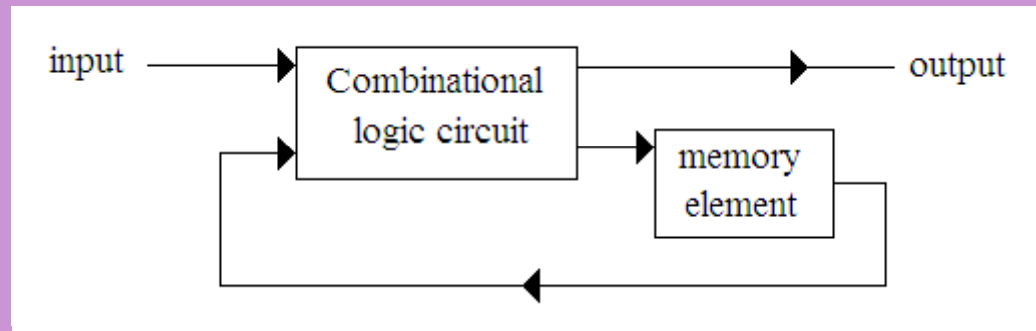 input
Combinational
logic circuit
output
memory
element